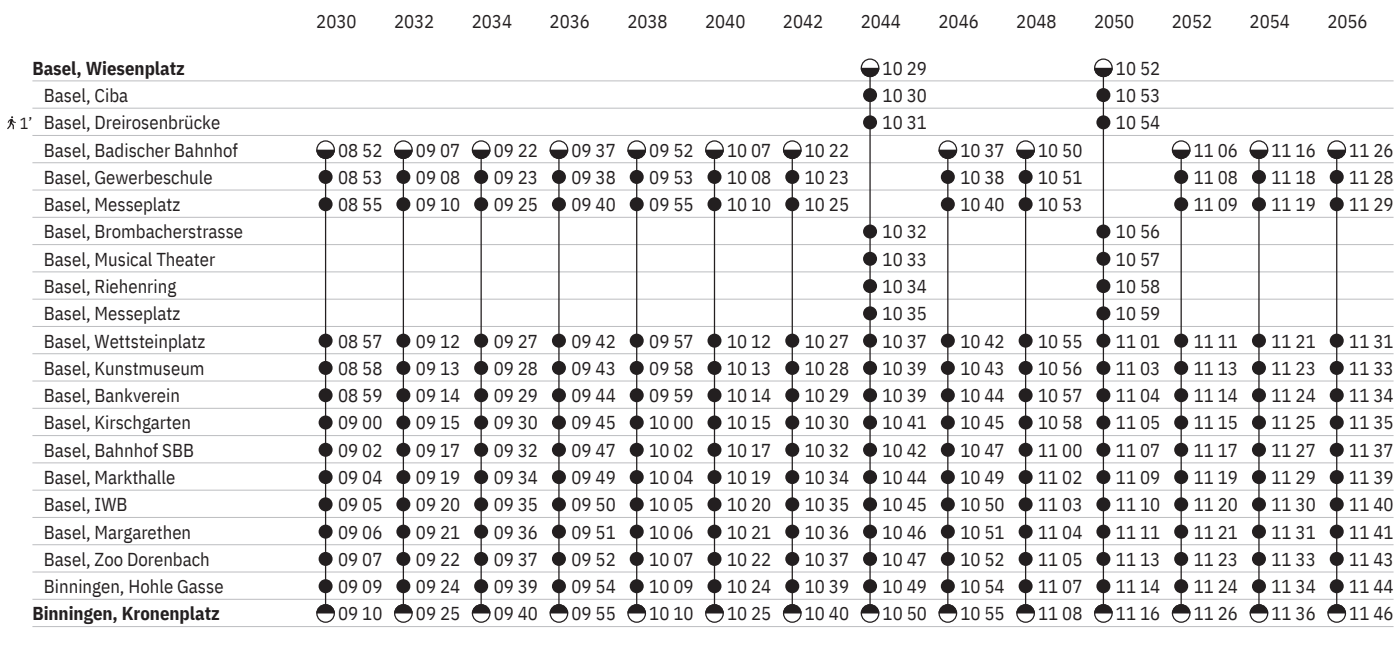 2030 2032 2034 2036 2038 2040 2042 2044 2046 2048 2050 2052 2054 2056
Basel, Wiesenplatz 10 29 10 52
Basel, Ciba 10 30 10 53
1’ Basel, Dreirosenbrücke 10 31 10 54
Basel, Badischer Bahnhof 08 52 09 07 09 22 09 37 09 52 10 07 10 22 10 37 10 50 11 06 11 16 11 26
Basel, Gewerbeschule 08 53 09 08 09 23 09 38 09 53 10 08 10 23 10 38 10 51 11 08 11 18 11 28
Basel, Messeplatz 08 55 09 10 09 25 09 40 09 55 10 10 10 25 10 40 10 53 11 09 11 19 11 29
Basel, Brombacherstrasse 10 32 10 56
Basel, Musical Theater 10 33 10 57
Basel, Riehenring 10 34 10 58
Basel, Messeplatz 10 35 10 59
Basel, Wettsteinplatz 08 57 09 12 09 27 09 42 09 57 10 12 10 27 10 37 10 42 10 55 11 01 11 11 11 21 11 31
Basel, Kunstmuseum 08 58 09 13 09 28 09 43 09 58 10 13 10 28 10 39 10 43 10 56 11 03 11 13 11 23 11 33
Basel, Bankverein 08 59 09 14 09 29 09 44 09 59 10 14 10 29 10 39 10 44 10 57 11 04 11 14 11 24 11 34
Basel, Kirschgarten 09 00 09 15 09 30 09 45 10 00 10 15 10 30 10 41 10 45 10 58 11 05 11 15 11 25 11 35
Basel, Bahnhof SBB 09 02 09 17 09 32 09 47 10 02 10 17 10 32 10 42 10 47 11 00 11 07 11 17 11 27 11 37
Basel, Markthalle 09 04 09 19 09 34 09 49 10 04 10 19 10 34 10 44 10 49 11 02 11 09 11 19 11 29 11 39
Basel, IWB 09 05 09 20 09 35 09 50 10 05 10 20 10 35 10 45 10 50 11 03 11 10 11 20 11 30 11 40
Basel, Margarethen 09 06 09 21 09 36 09 51 10 06 10 21 10 36 10 46 10 51 11 04 11 11 11 21 11 31 11 41
Basel, Zoo Dorenbach 09 07 09 22 09 37 09 52 10 07 10 22 10 37 10 47 10 52 11 05 11 13 11 23 11 33 11 43
Binningen, Hohle Gasse 09 09 09 24 09 39 09 54 10 09 10 24 10 39 10 49 10 54 11 07 11 14 11 24 11 34 11 44
Binningen, Kronenplatz 09 10 09 25 09 40 09 55 10 10 10 25 10 40 10 50 10 55 11 08 11 16 11 26 11 36 11 46